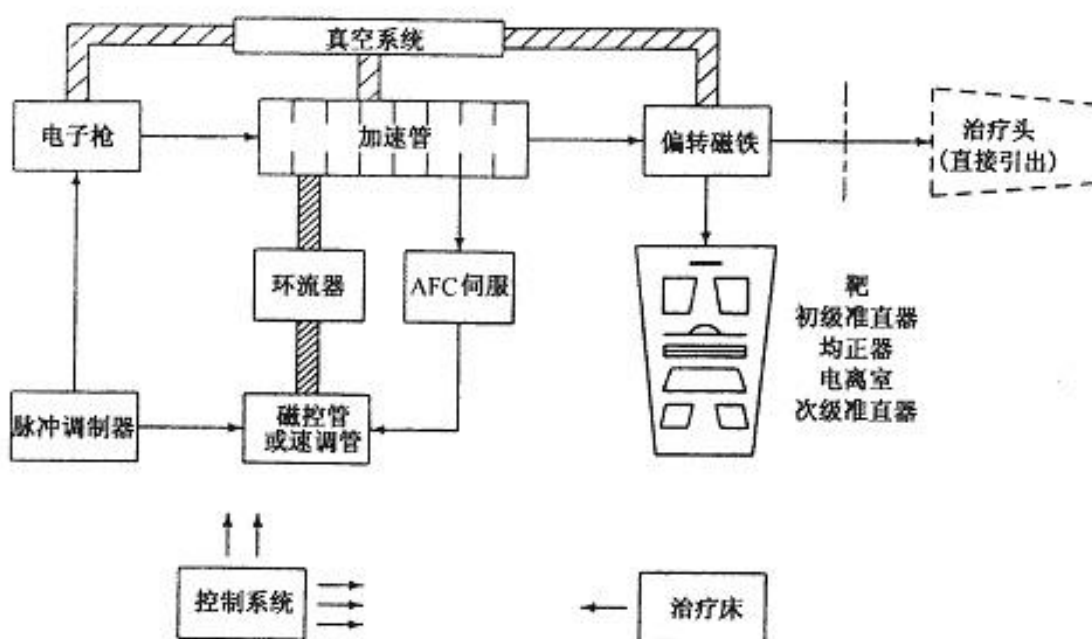 真空系统
电子枪
加速管
偏转磁铁
治疗头
(直接引出)
环流器
AFC 伺服
靶
初级准直器
均正器
电离室
次级准直器
脉冲调制器
磁控管
或速调管
控制系统
治疗床